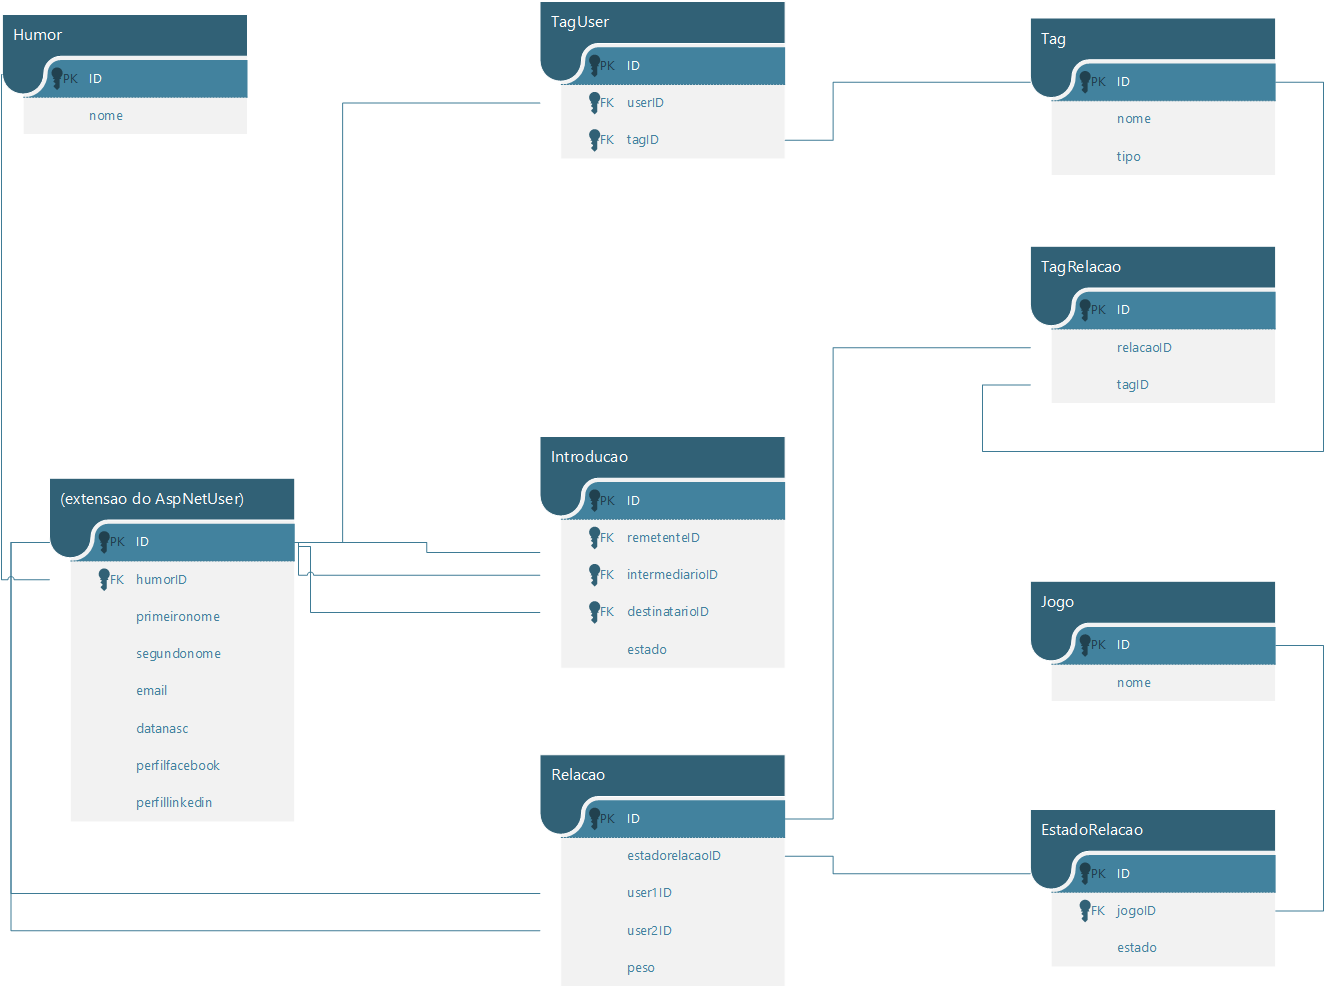 Humor
PK ID
nome
TagUser
PK ID
FK userID
FK tagID
Tag
PK ID
nome
tipo
TagRelacao
PK ID
relacaoID
tagID
(extensao do AspNetUser)
PK ID
FK humorID
primeironome
segundonome
email
datanasc
perfilfacebook
perfillinkedin
Introducao
PK ID
FK remetenteID
FK intermediarioID
FK destinatarioID
estado
Jogo
PK ID
nome
Relacao
PK ID
estadorelacaoID
user1ID
user2ID
peso
EstadoRelacao
PK ID
FK jogoID
estado